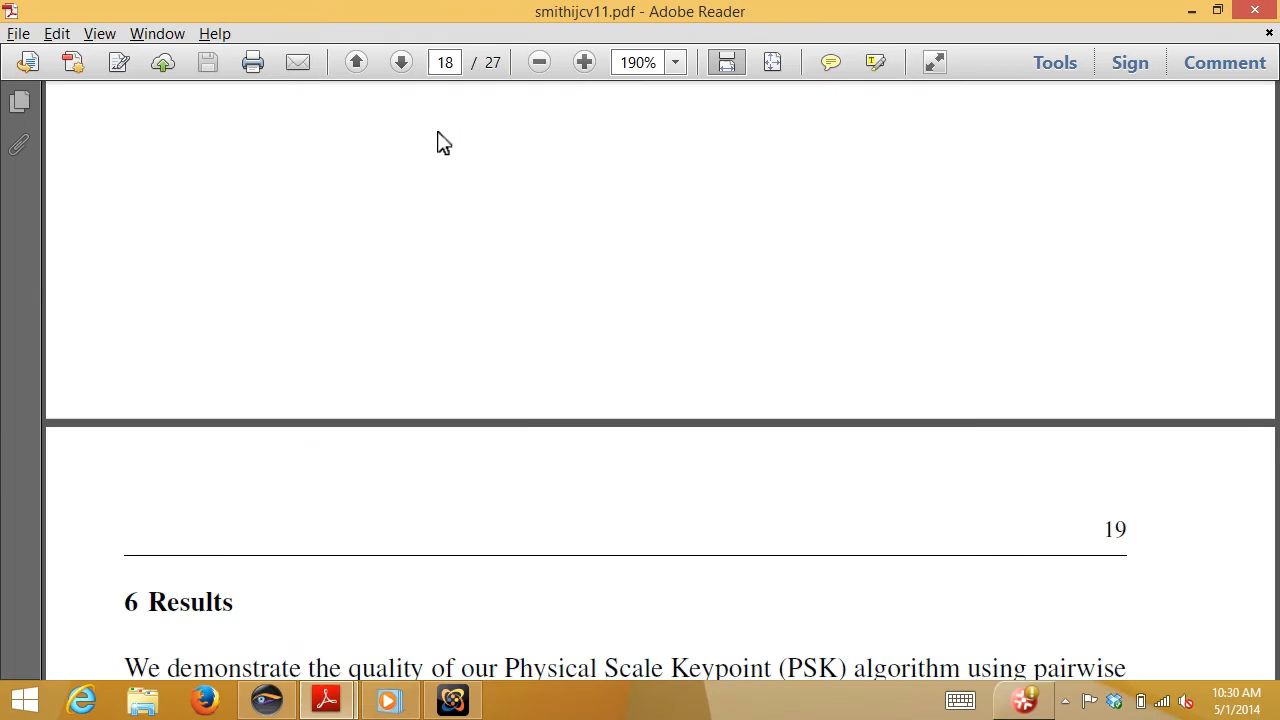 smithijcv11.pdf - Adobe Reader
File Edit View Window Help
18 / 27 190% Tools Sign Comment
19
6 Results
We demonstrate the quality of our Physical Scale Keypoint (PSK) algorithm using pairwise
10:30 AM
5/1/2014